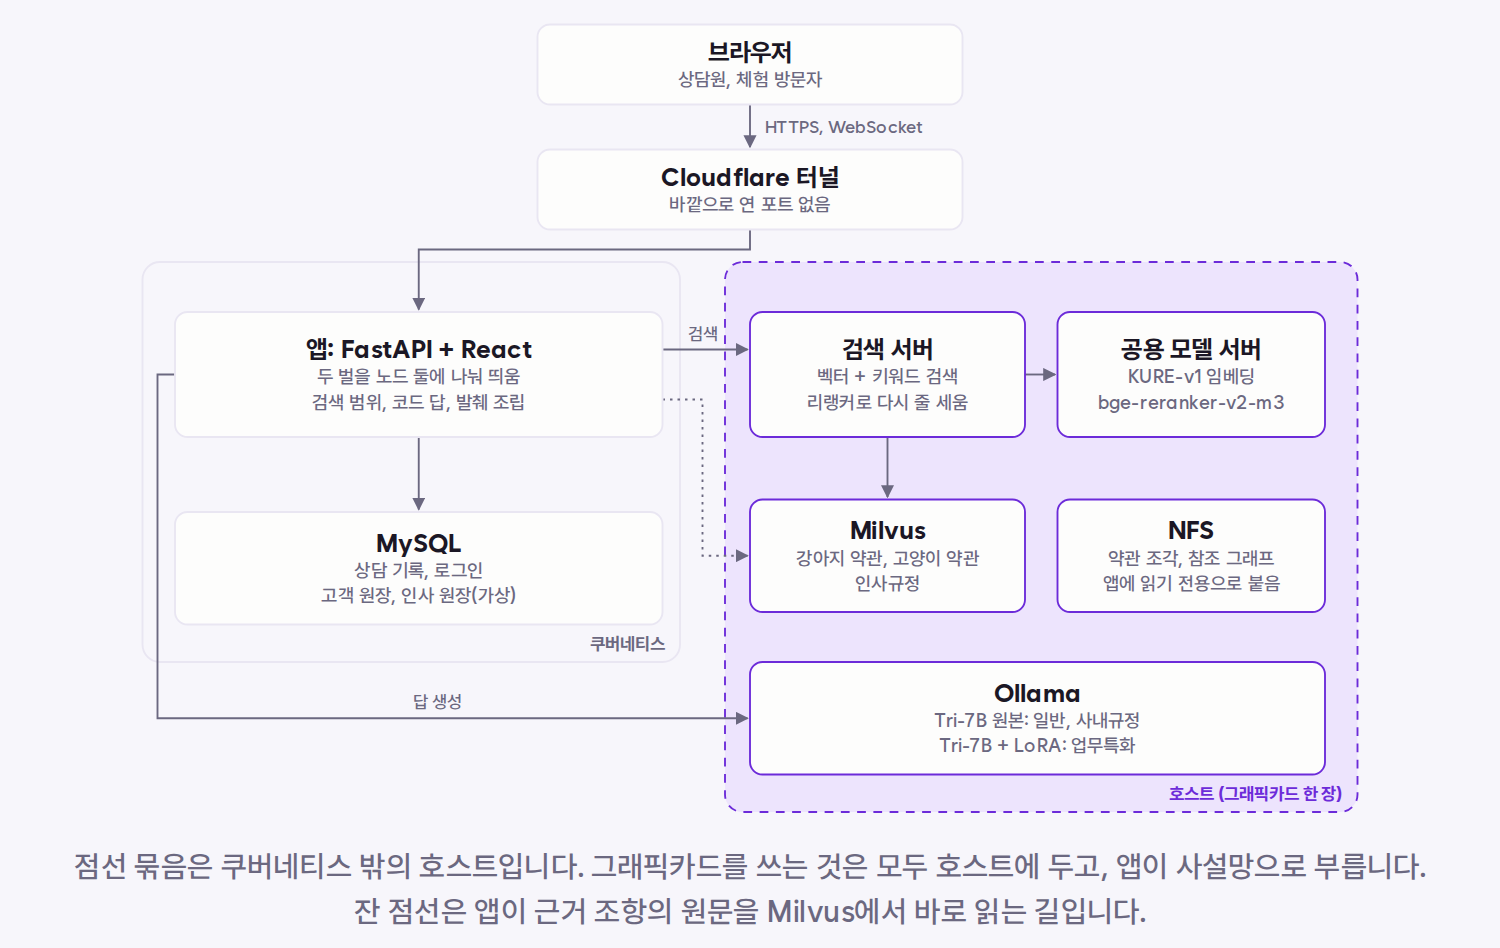 브라우저
상담원, 체험 방문자
HTTPS, WebSocket
Cloudflare 터널
바깥으로 연 포트 없음
앱: FastAPI + React
두 벌을 노드 둘에 나눠 띄움
검색 범위, 코드 답, 발췌 조립
검색
검색 서버
벡터 + 키워드 검색
리랭커로 다시 줄 세움
공용 모델 서버
KURE-v1 임베딩
bge-reranker-v2-m3
MySQL
상담 기록, 로그인
고객 원장, 인사 원장(가상)
쿠버네티스
Milvus
강아지 약관, 고양이 약관
인사규정
NFS
약관 조각, 참조 그래프
앱에 읽기 전용으로 붙음
답 생성
Ollama
Tri-7B 원본: 일반, 사내규정
Tri-7B + LoRA: 업무특화
호스트 (그래픽카드 한 장)
점선 묶음은 쿠버네티스 밖의 호스트입니다. 그래픽카드를 쓰는 것은 모두 호스트에 두고, 앱이 사설망으로 부릅니다.
잔 점선은 앱이 근거 조항의 원문을 Milvus에서 바로 읽는 길입니다.